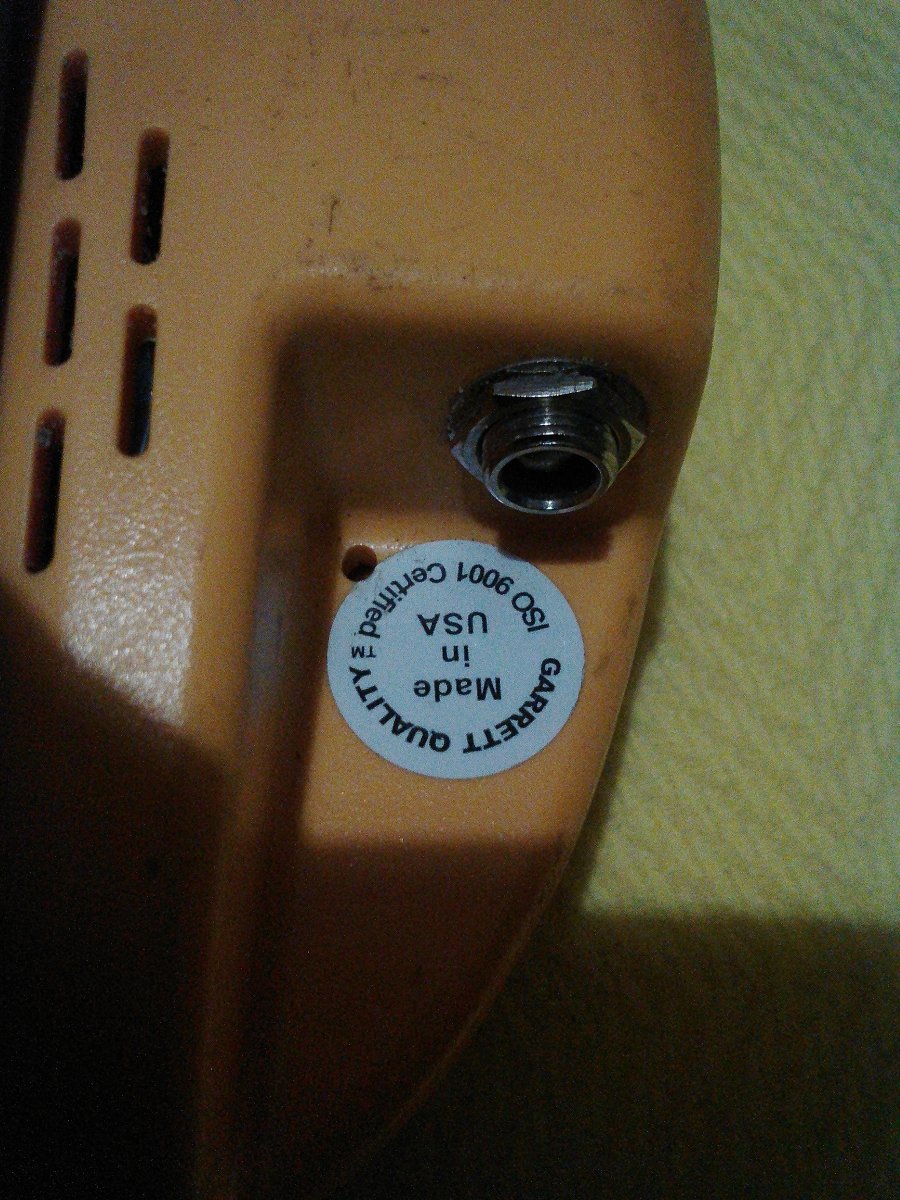 GARRETT QUALITY™
Made
in
USA
ISO 9001 Certified